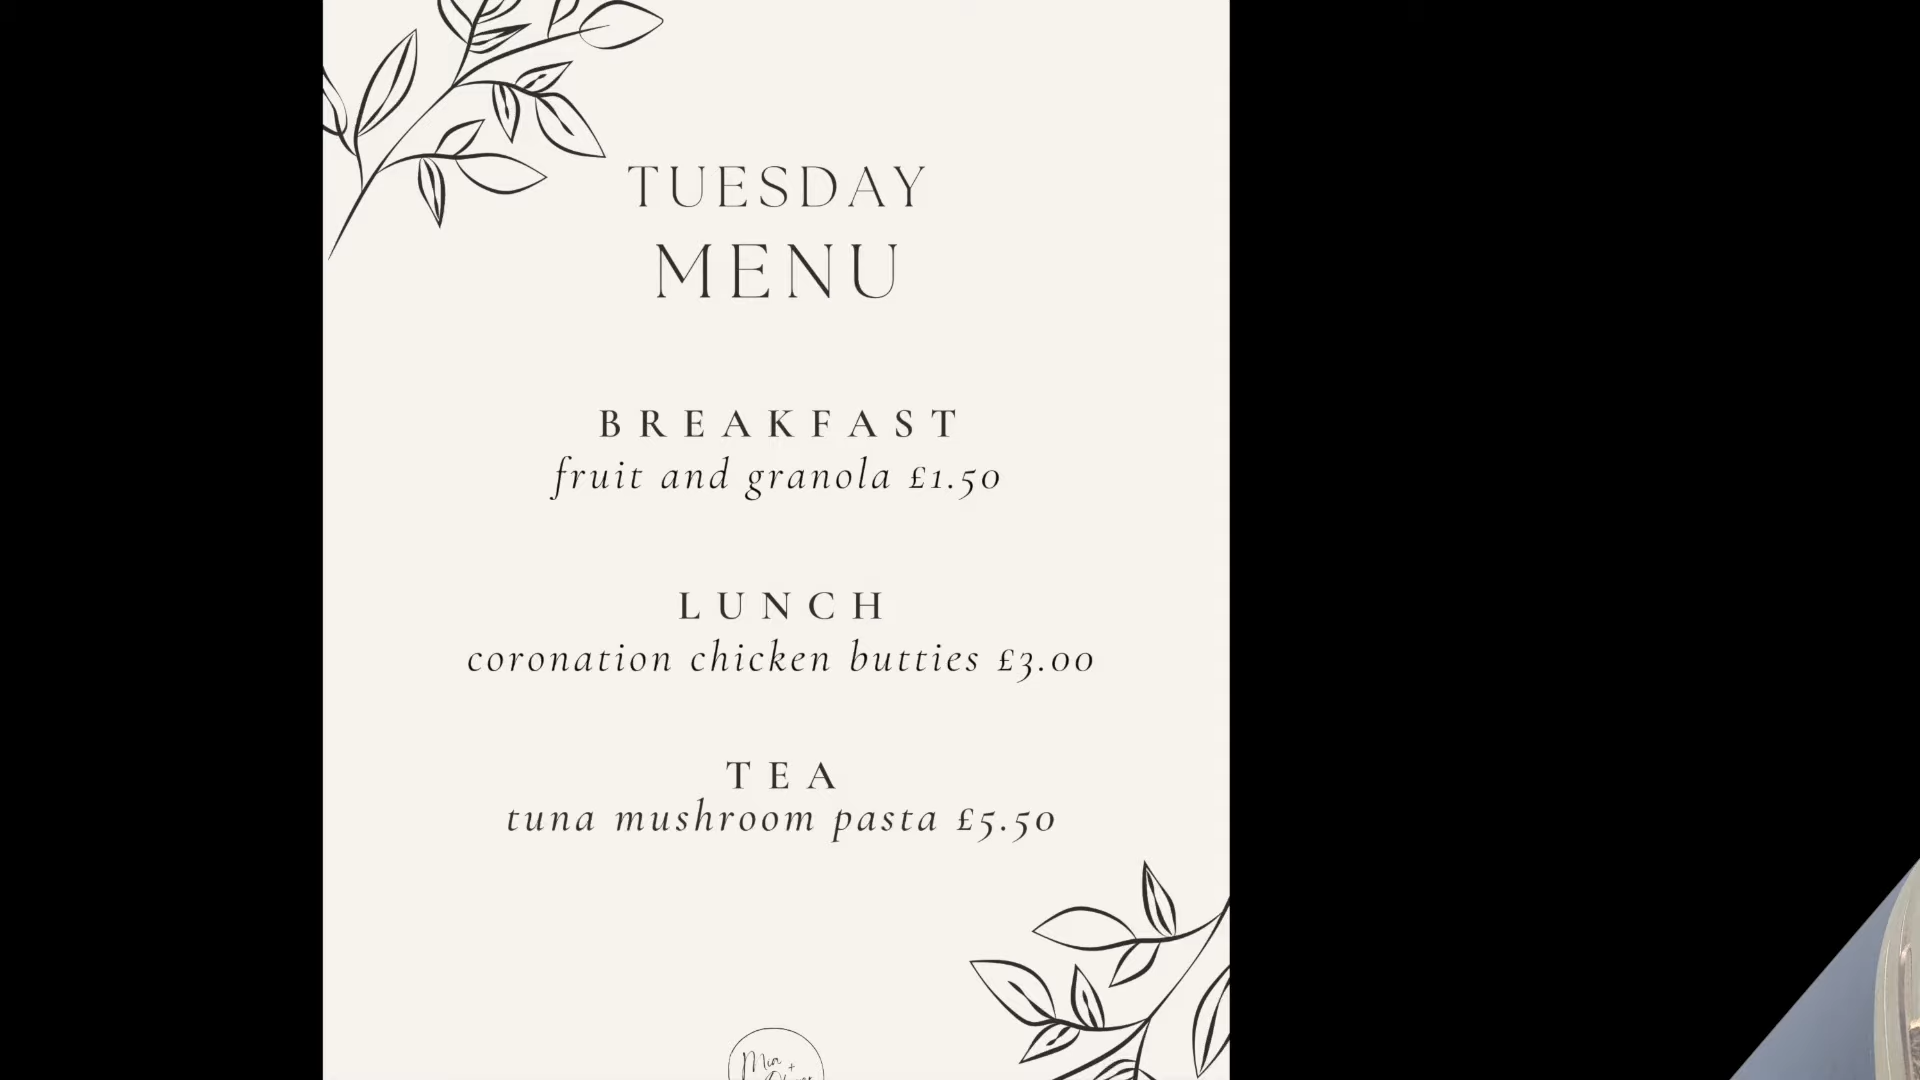 TUESDAY
MENU
BREAKFAST
fruit and granola £1.50
LUNCH
coronation chicken butties £3.00
TEA
tuna mushroom pasta £5.50
Mia +